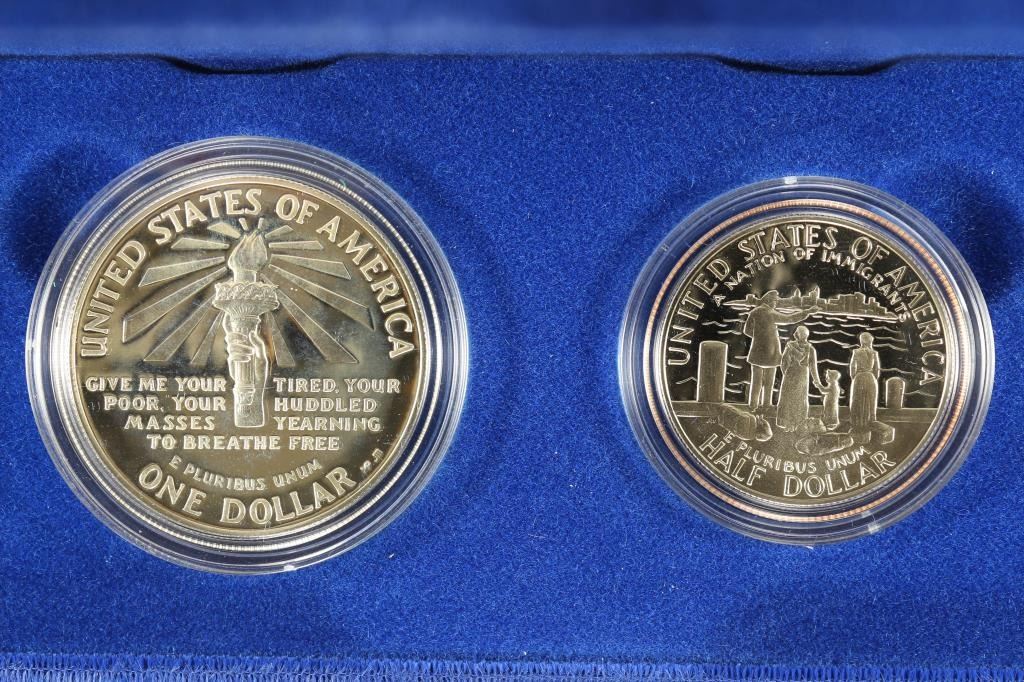 UNITED STATES OF AMERICA
GIVE ME YOUR TIRED, YOUR
POOR, YOUR HUDDLED
MASSES YEARNING
TO BREATHE FREE
E PLURIBUS UNUM
ONE DOLLAR
UNITED STATES OF AMERICA
A NATION OF IMMIGRANTS
E PLURIBUS UNUM
HALF DOLLAR